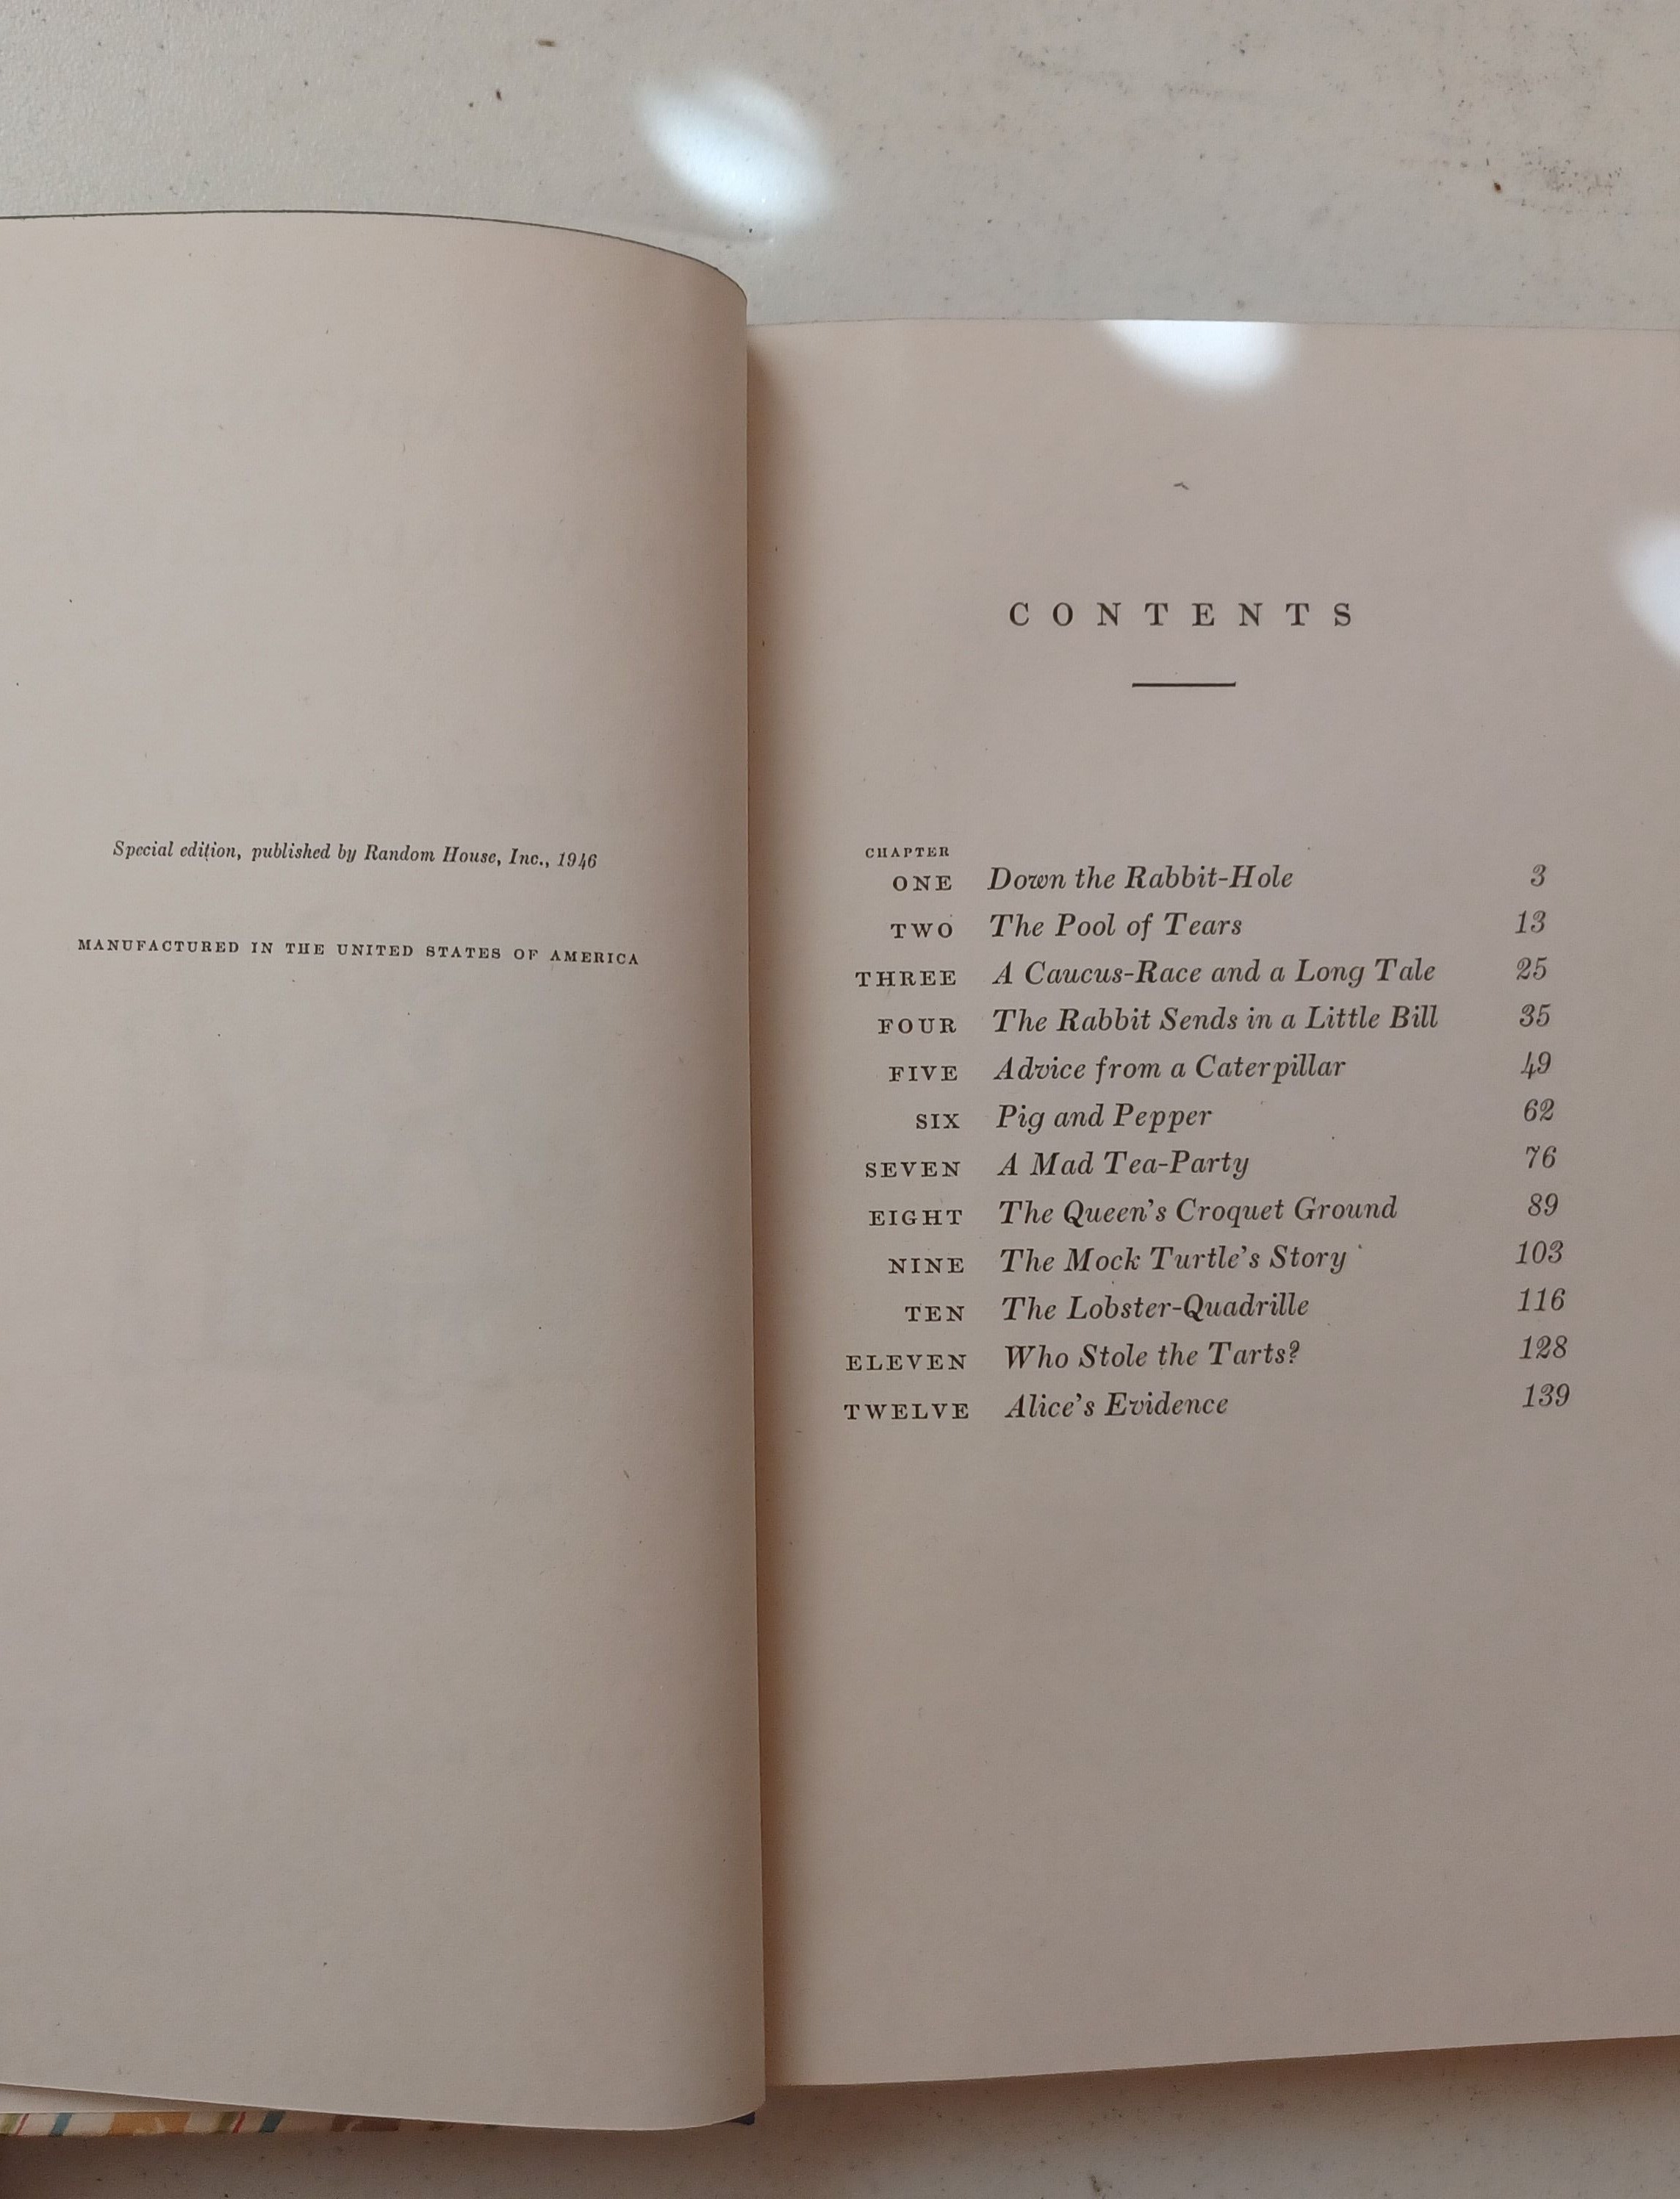 Special edition, published by Random House, Inc., 1946
MANUFACTURED IN THE UNITED STATES OF AMERICA
CONTENTS
CHAPTER
ONE Down the Rabbit-Hole 3
TWO The Pool of Tears 13
THREE A Caucus-Race and a Long Tale 25
FOUR The Rabbit Sends in a Little Bill 35
FIVE Advice from a Caterpillar 49
SIX Pig and Pepper 62
SEVEN A Mad Tea-Party 76
EIGHT The Queen's Croquet Ground 89
NINE The Mock Turtle's Story 103
TEN The Lobster-Quadrille 116
ELEVEN Who Stole the Tarts? 128
TWELVE Alice's Evidence 139